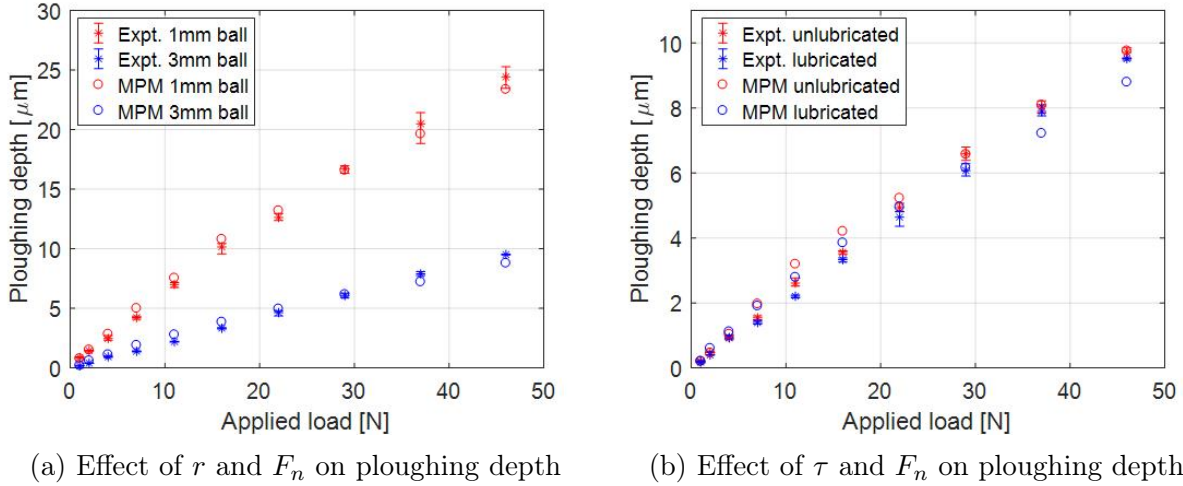 30
25
20
15
10
5
0
Ploughing depth [μm]
Expt. 1mm ball
Expt. 3mm ball
MPM 1mm ball
MPM 3mm ball
0 10 20 30 40 50
Applied load [N]
(a) Effect of r and Fₙ on ploughing depth
10
8
6
4
2
0
Ploughing depth [μm]
Expt. unlubricated
Expt. lubricated
MPM unlubricated
MPM lubricated
0 10 20 30 40 50
Applied load [N]
(b) Effect of τ and Fₙ on ploughing depth